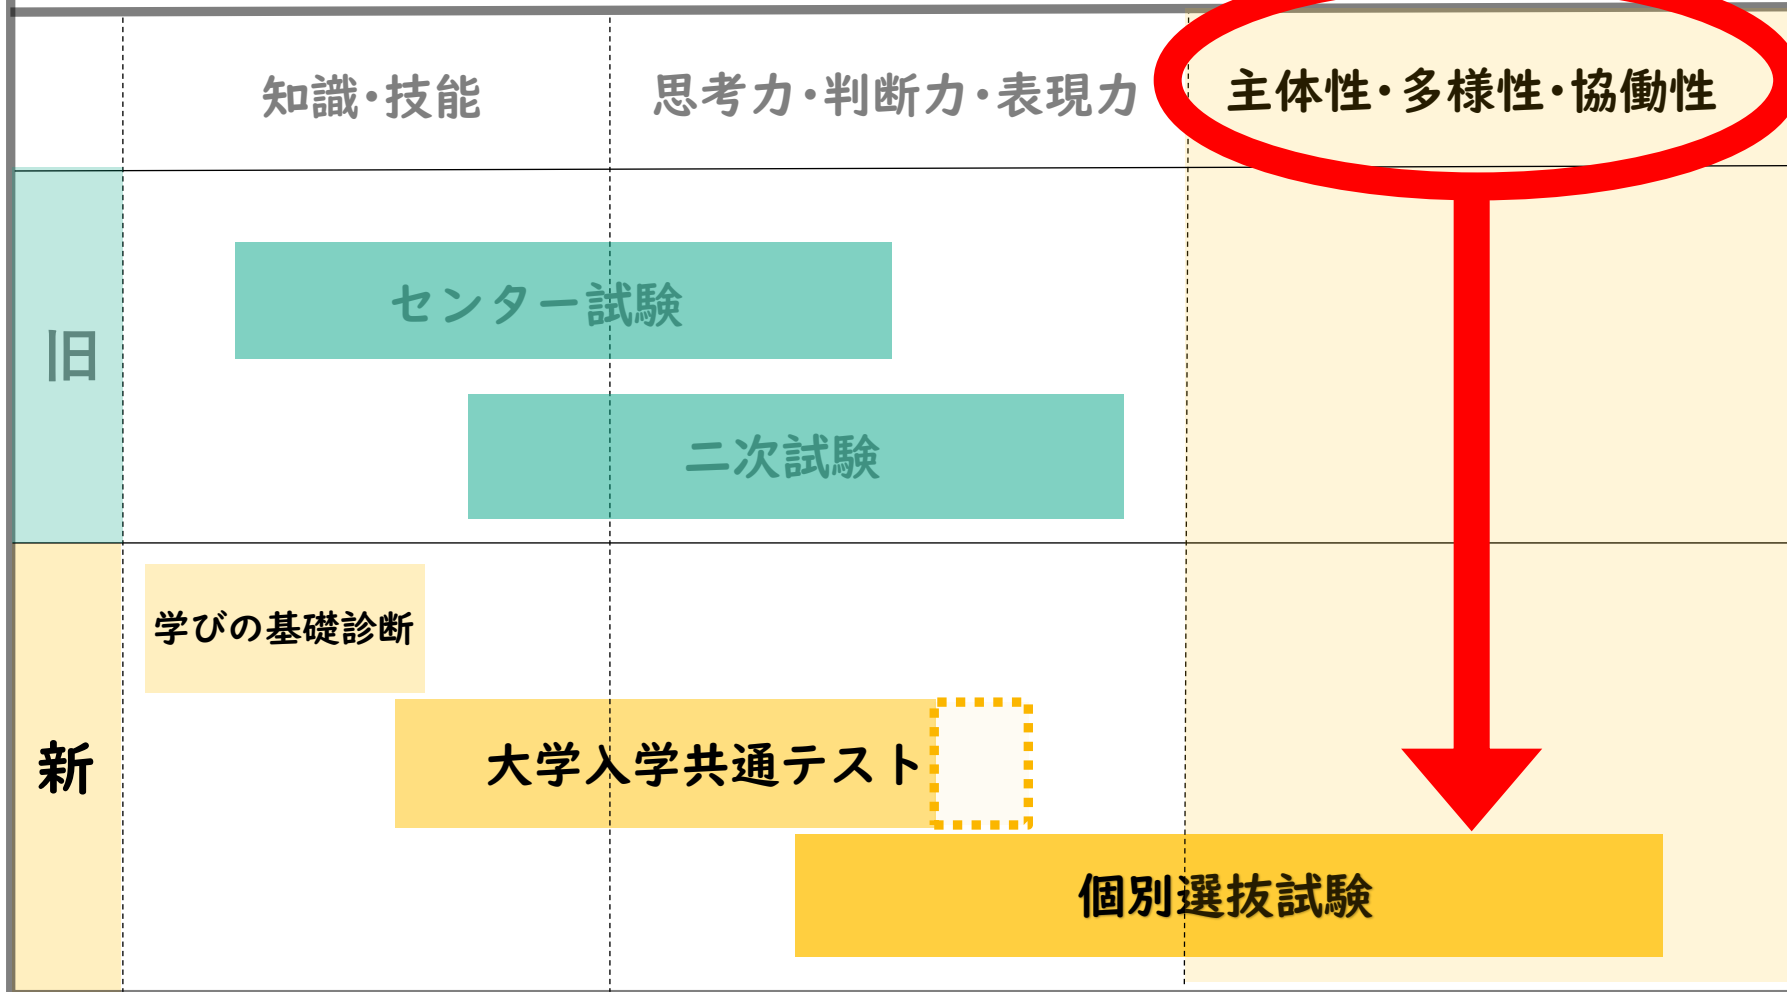 知識・技能
思考力・判断力・表現力
主体性・多様性・協働性
旧
センター試験
二次試験
新
学びの基礎診断
大学入学共通テスト
個別選抜試験